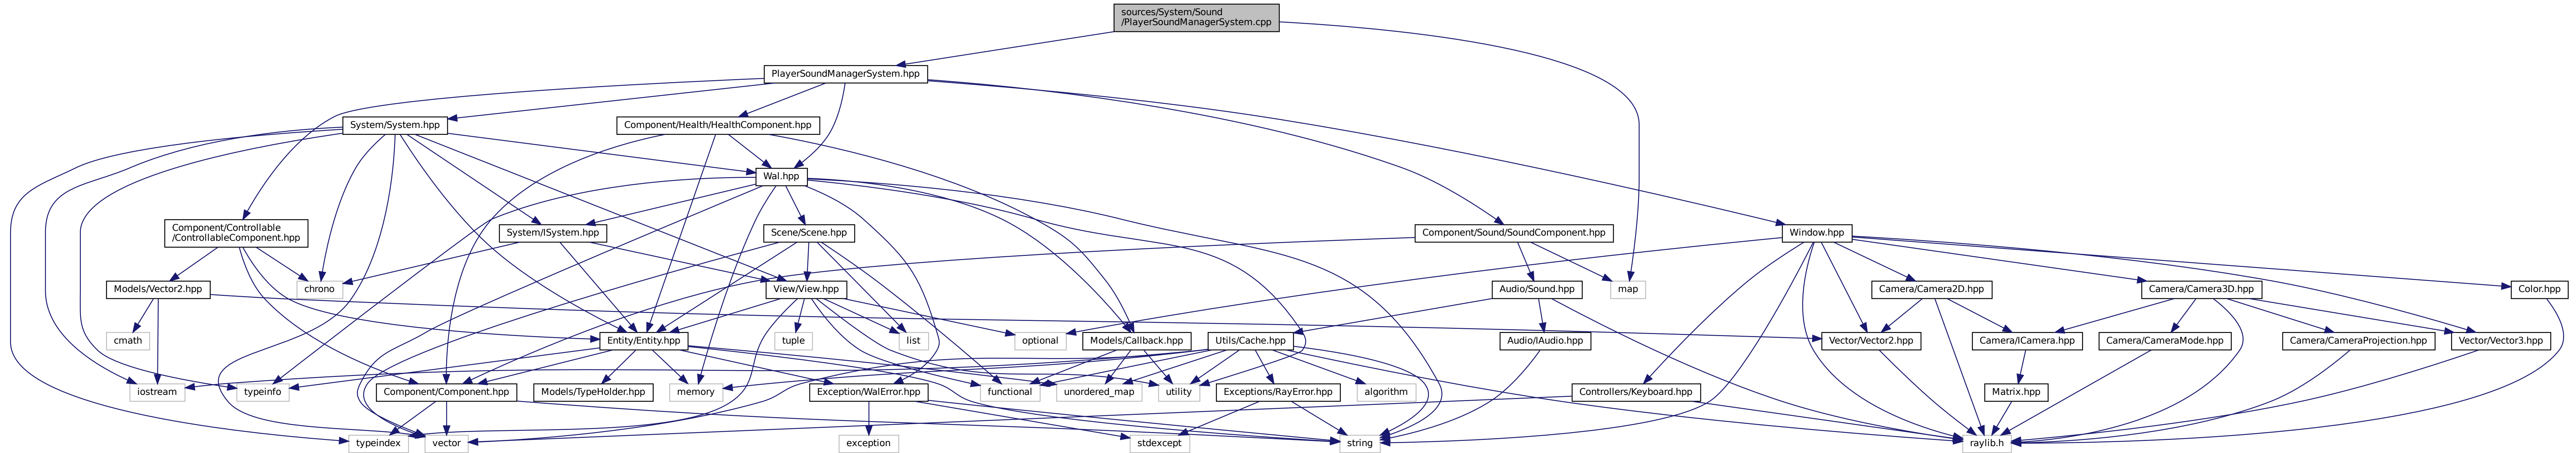 sources/System/Sound
/PlayerSoundManagerSystem.cpp
PlayerSoundManagerSystem.hpp
System/System.hpp
Component/Health/HealthComponent.hpp
Wal.hpp
Component/Controllable
/ControllableComponent.hpp
System/ISystem.hpp
Scene/Scene.hpp
Component/Sound/SoundComponent.hpp
Window.hpp
Models/Vector2.hpp
chrono
View/View.hpp
Audio/Sound.hpp
map
Camera/Camera2D.hpp
Camera/Camera3D.hpp
Color.hpp
cmath
Entity/Entity.hpp
tuple
list
optional
Models/Callback.hpp
Utils/Cache.hpp
Audio/IAudio.hpp
Vector/Vector2.hpp
Camera/ICamera.hpp
Camera/CameraMode.hpp
Camera/CameraProjection.hpp
Vector/Vector3.hpp
iostream
typeinfo
Component/Component.hpp
Models/TypeHolder.hpp
memory
Exception/WalError.hpp
functional
unordered_map
utility
Exceptions/RayError.hpp
algorithm
Controllers/Keyboard.hpp
Matrix.hpp
typeindex
vector
exception
stdexcept
string
raylib.h